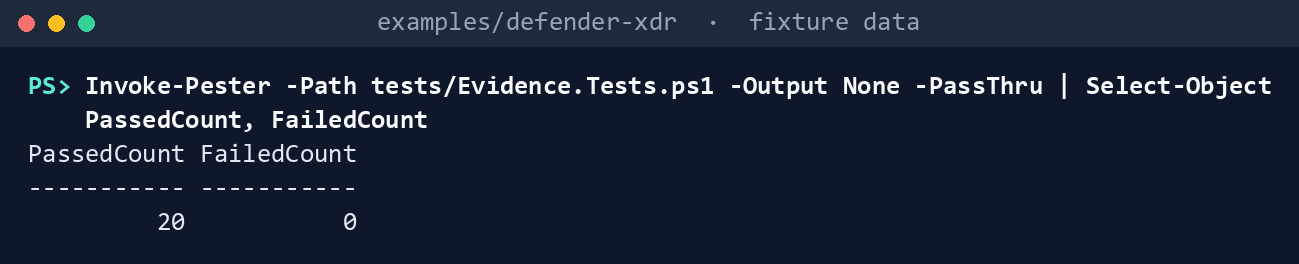 examples/defender-xdr · fixture data
PS> Invoke-Pester -Path tests/Evidence.Tests.ps1 -Output None -PassThru | Select-Object
PassedCount, FailedCount
PassedCount FailedCount
----------- -----------
20 0